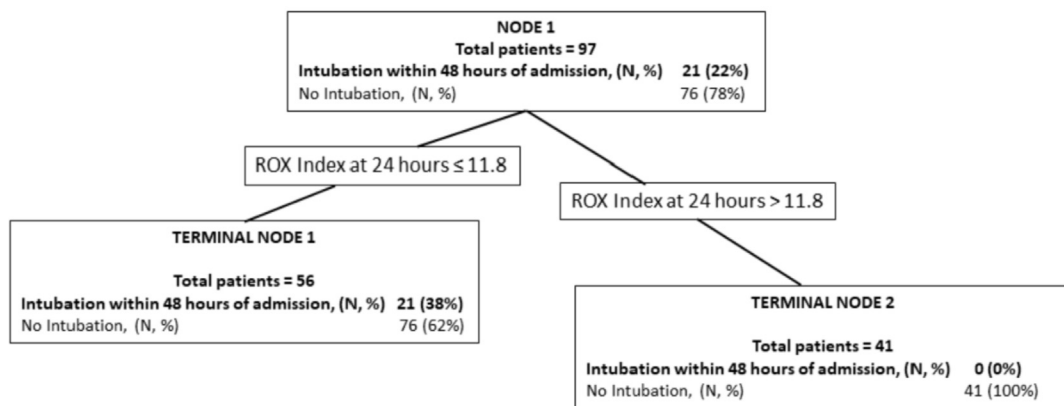 NODE 1
Total patients = 97
Intubation within 48 hours of admission, (N, %) 21 (22%)
No Intubation, (N, %) 76 (78%)
ROX Index at 24 hours ≤ 11.8
ROX Index at 24 hours > 11.8
TERMINAL NODE 1
Total patients = 56
Intubation within 48 hours of admission, (N, %) 21 (38%)
No Intubation, (N, %) 76 (62%)
TERMINAL NODE 2
Total patients = 41
Intubation within 48 hours of admission, (N, %) 0 (0%)
No Intubation, (N, %) 41 (100%)